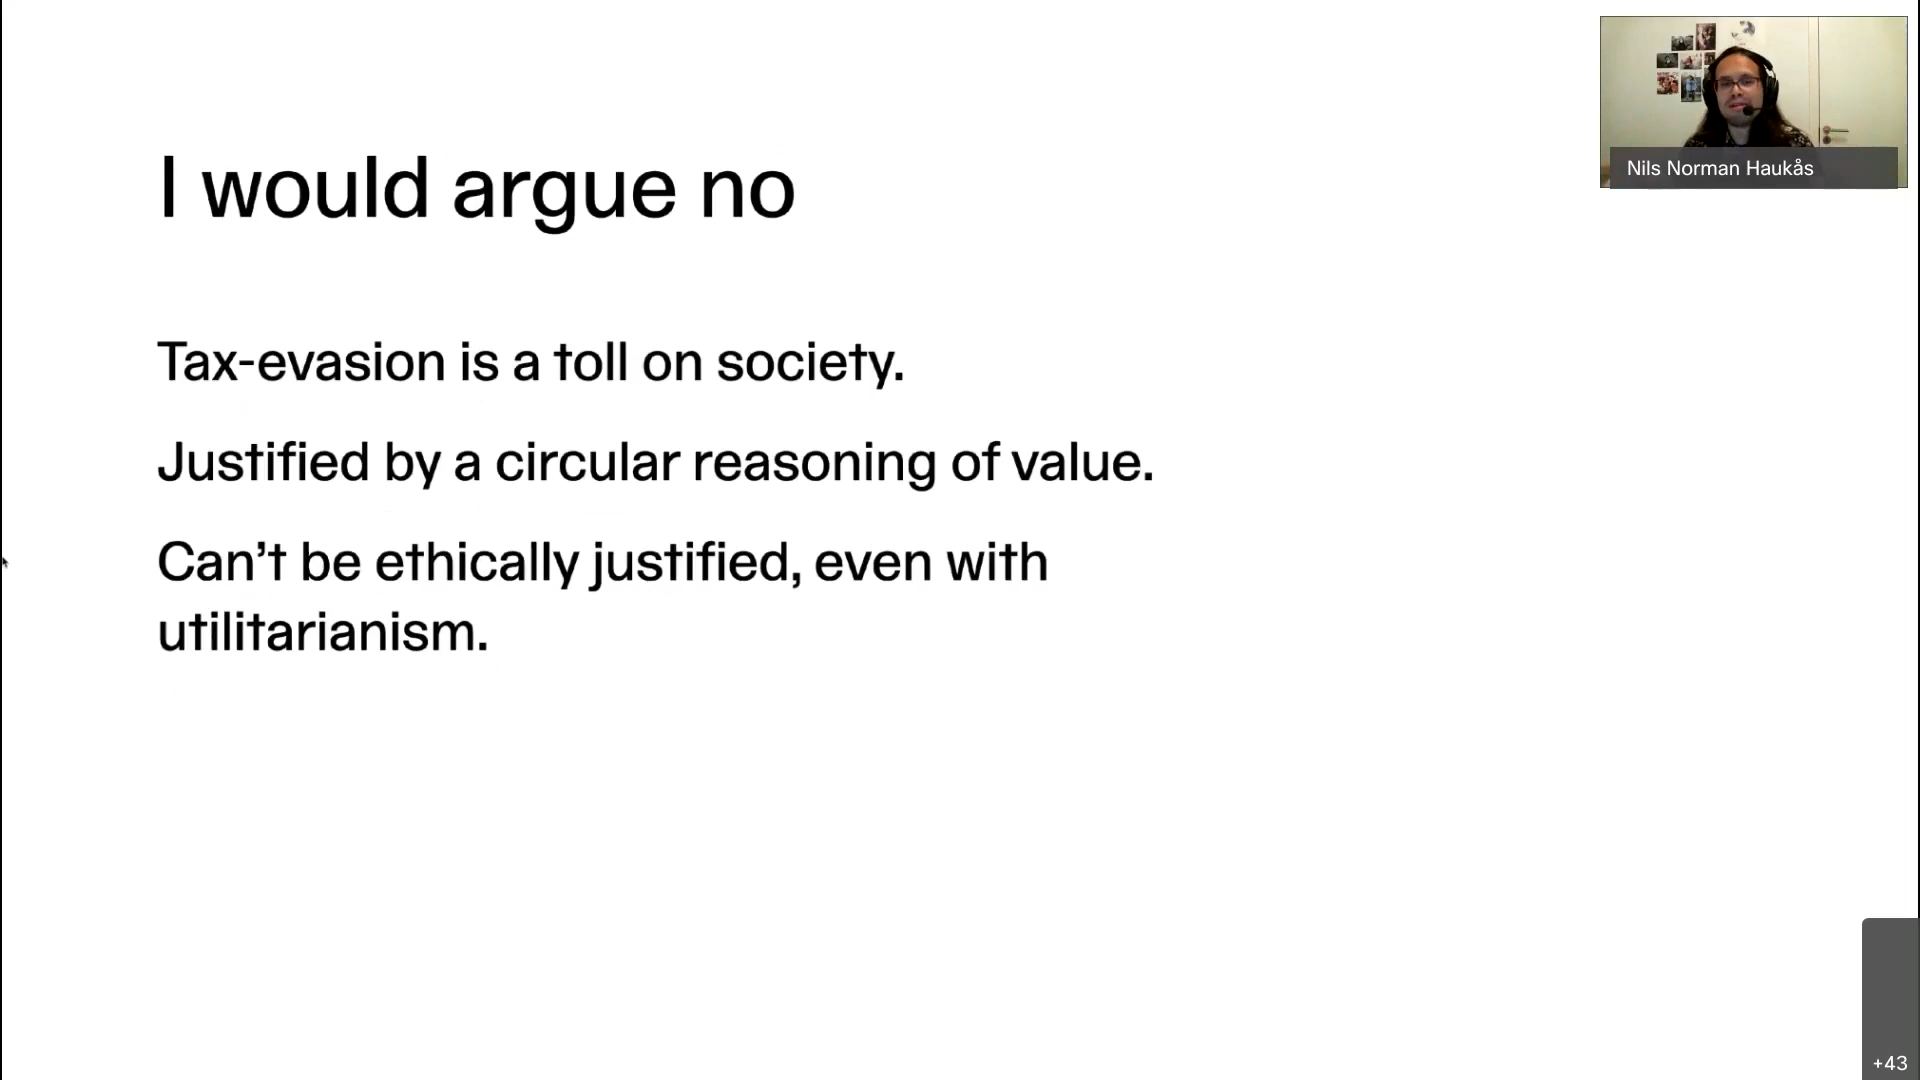 I would argue no
Nils Norman Haukås
Tax-evasion is a toll on society.
Justified by a circular reasoning of value.
Can’t be ethically justified, even with
utilitarianism.
+43